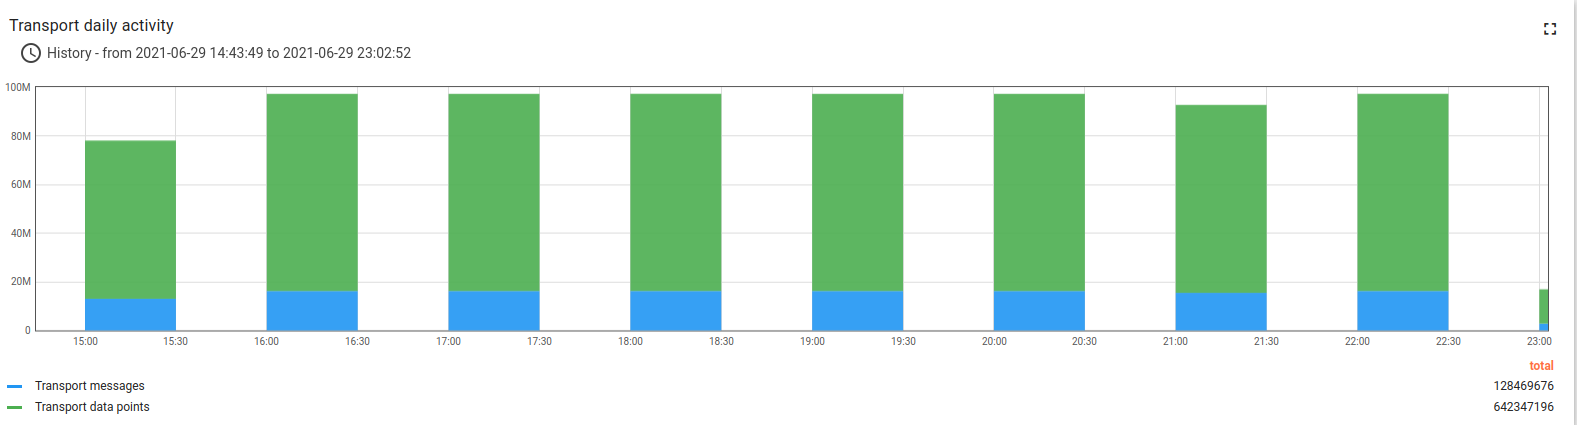 Transport daily activity
History - from 2021-06-29 14:43:49 to 2021-06-29 23:02:52
100M
80M
60M
40M
20M
0
15:00 15:30 16:00 16:30 17:00 17:30 18:00 18:30 19:00 19:30 20:00 20:30 21:00 21:30 22:00 22:30 23:00
total
Transport messages 128469676
Transport data points 642347196